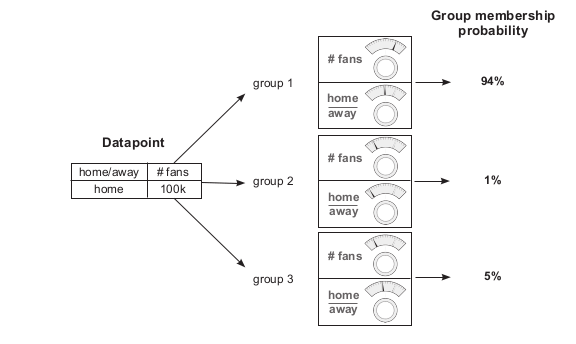 Group membership
probability
# fans
group 1
94%
home
away
Datapoint
home/away # fans
home 100k
# fans
group 2
1%
home
away
# fans
group 3
5%
home
away